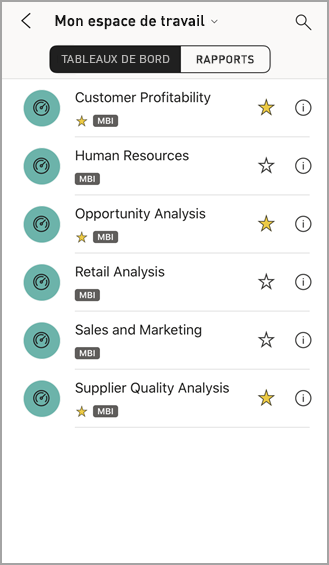 Mon espace de travail
TABLEAUX DE BORD RAPPORTS
Customer Profitability
MBI
Human Resources
MBI
Opportunity Analysis
MBI
Retail Analysis
MBI
Sales and Marketing
MBI
Supplier Quality Analysis
MBI